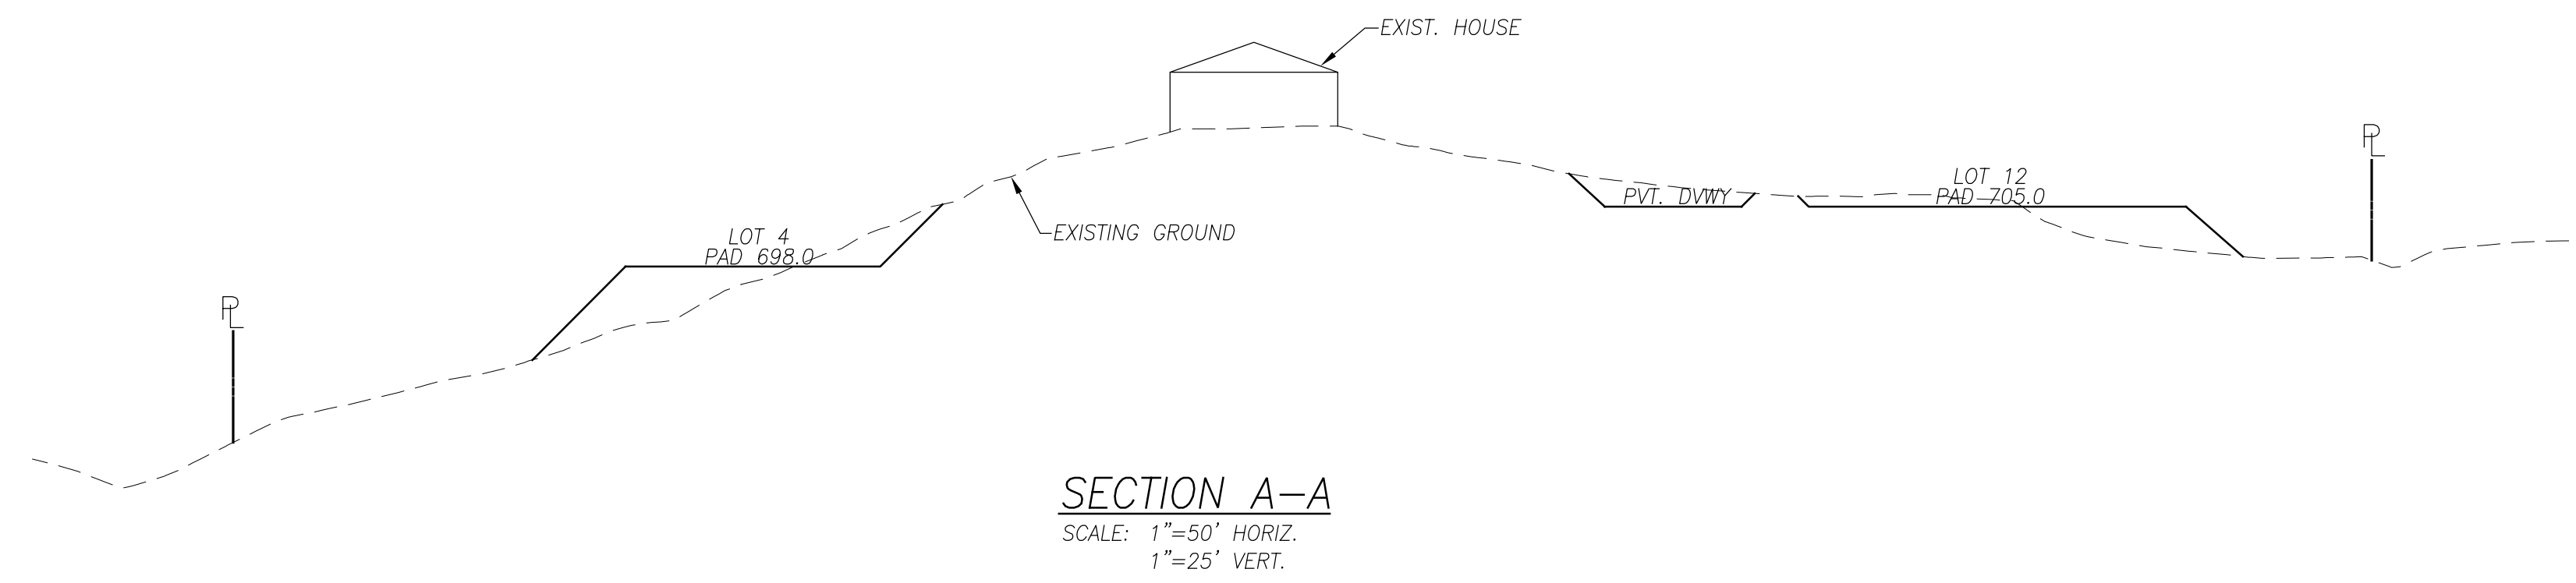 EXIST. HOUSE
PL
LOT 12
PAD 705.0
PVT. DVWY
EXISTING GROUND
LOT 4
PAD 698.0
PL
SECTION A-A
SCALE: 1"=50' HORIZ.
1"=25' VERT.